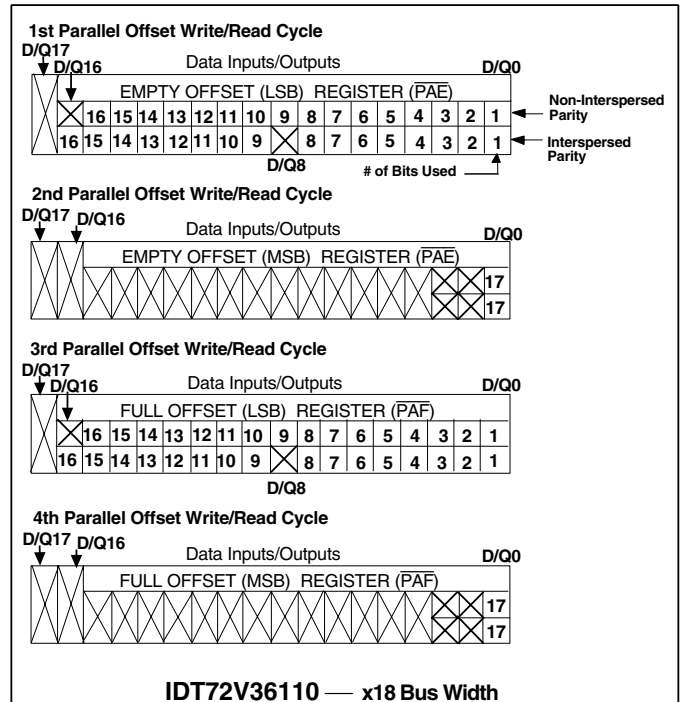 1st Parallel Offset Write/Read Cycle
D/Q17
D/Q16 Data Inputs/Outputs D/Q0
EMPTY OFFSET (LSB) REGISTER (PAE)
16 15 14 13 12 11 10 9 8 7 6 5 4 3 2 1 Non-Interspersed Parity
16 15 14 13 12 11 10 9 8 7 6 5 4 3 2 1 Interspersed Parity
D/Q8 # of Bits Used
2nd Parallel Offset Write/Read Cycle
D/Q17 D/Q16 Data Inputs/Outputs D/Q0
EMPTY OFFSET (MSB) REGISTER (PAE)
17
17
3rd Parallel Offset Write/Read Cycle
D/Q17
D/Q16 Data Inputs/Outputs D/Q0
FULL OFFSET (LSB) REGISTER (PAF)
16 15 14 13 12 11 10 9 8 7 6 5 4 3 2 1
16 15 14 13 12 11 10 9 8 7 6 5 4 3 2 1
D/Q8
4th Parallel Offset Write/Read Cycle
D/Q17 D/Q16 Data Inputs/Outputs D/Q0
FULL OFFSET (MSB) REGISTER (PAF)
17
17
IDT72V36110 — x18 Bus Width